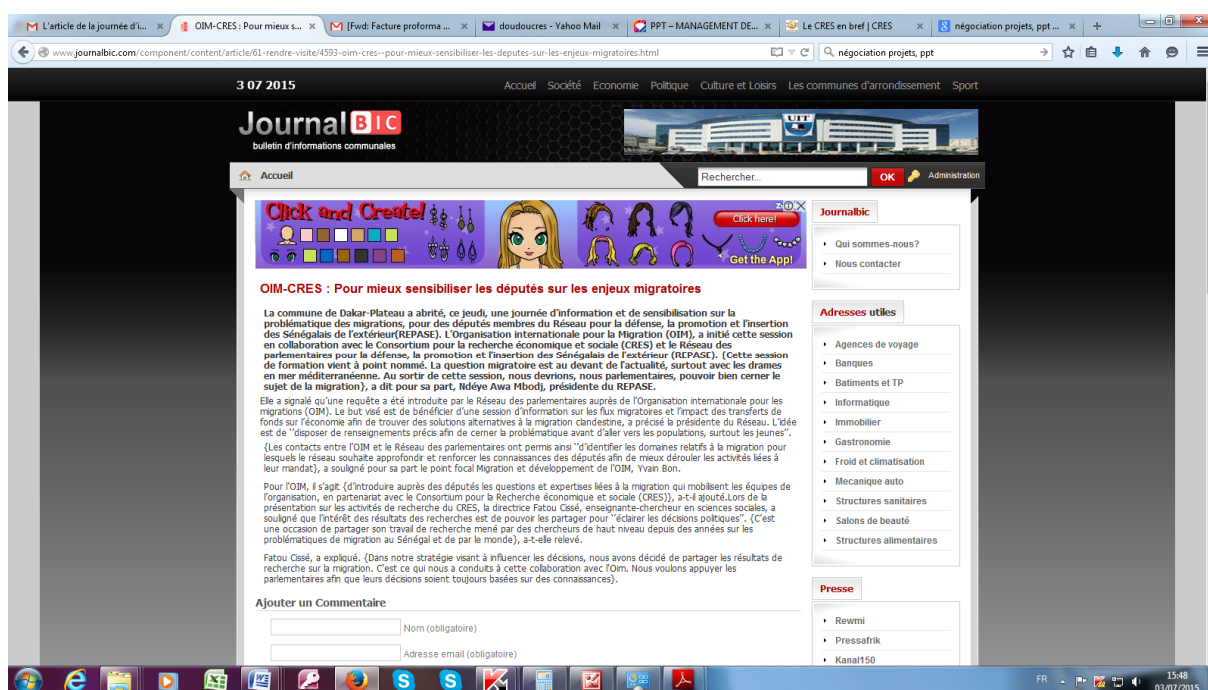 L'article de la journée d'i...
OIM-CRES : Pour mieux s...
[Fwd: Facture proforma ...
doudoucres - Yahoo Mail
PPT – MANAGEMENT DE...
Le CRES en bref | CRES
négociation projets, ppt ...
www.journalbic.com/component/content/article/61-rendre-visite/4593-oim-cres--pour-mieux-sensibiliser-les-deputes-sur-les-enjeux-migratoires.html
négociation projets, ppt
3 07 2015
Accueil Société Economie Politique Culture et Loisirs Les communes d'arrondissement Sport
Journal BIC
bulletin d'informations communales
UIT
Accueil
Rechercher...
OK
Administration
Click and Create!
Click here!
Get the App!
OIM-CRES : Pour mieux sensibiliser les députés sur les enjeux migratoires
La commune de Dakar-Plateau a abrité, ce jeudi, une journée d'information et de sensibilisation sur la
problématique des migrations, pour des députés membres du Réseau pour la défense, la promotion et l'insertion
des Sénégalais de l'extérieur(REPASE). L'Organisation internationale pour la Migration (OIM), a initié cette session
en collaboration avec le Consortium pour la recherche économique et sociale (CRES) et le Réseau des
parlementaires pour la défense, la promotion et l'insertion des Sénégalais de l'extérieur (REPASE). {Cette session
de formation vient à point nommé. La question migratoire est au devant de l'actualité, surtout avec les drames
en mer méditerranéenne. Au sortir de cette session, nous devrions, nous parlementaires, pouvoir bien cerner le
sujet de la migration}, a dit pour sa part, Ndéye Awa Mbodj, présidente du REPASE.
Elle a signalé qu'une requête a été introduite par le Réseau des parlementaires auprès de l'Organisation internationale pour les
migrations (OIM). Le but visé est de bénéficier d'une session d'information sur les flux migratoires et l'impact des transferts de
fonds sur l'économie afin de trouver des solutions alternatives à la migration clandestine, a précisé la présidente du Réseau. L'idée
est de ''disposer de renseignements précis afin de cerner la problématique avant d'aller vers les populations, surtout les jeunes''.
{Les contacts entre l'OIM et le Réseau des parlementaires ont permis ainsi ''d'identifier les domaines relatifs à la migration pour
lesquels le réseau souhaite approfondir et renforcer les connaissances des députés afin de mieux dérouler les activités liées à
leur mandat}, a souligné pour sa part le point focal Migration et développement de l'OIM, Yvain Bon.
Pour l'OIM, il s'agit {d'introduire auprès des députés les questions et expertises liées à la migration qui mobilisent les équipes de
l'organisation, en partenariat avec le Consortium pour la Recherche économique et sociale (CRES)}, a-t-il ajouté.Lors de la
présentation sur les activités de recherche du CRES, la directrice Fatou Cissé, enseignante-chercheur en sciences sociales, a
souligné que l'intérêt des résultats des recherches est de pouvoir les partager pour ''éclairer les décisions politiques''. {C'est
une occasion de partager son travail de recherche mené par des chercheurs de haut niveau depuis des années sur les
problématiques de migration au Sénégal et de par le monde}, a-t-elle relevé.
Fatou Cissé, a expliqué. {Dans notre stratégie visant à influencer les décisions, nous avons décidé de partager les résultats de
recherche sur la migration. C'est ce qui nous a conduits à cette collaboration avec l'Oim. Nous voulons appuyer les
parlementaires afin que leurs décisions soient toujours basées sur des connaissances}.
Ajouter un Commentaire
Nom (obligatoire)
Adresse email (obligatoire)
Journalbic
Qui sommes-nous?
Nous contacter
Adresses utiles
Agences de voyage
Banques
Batiments et TP
Informatique
Immobilier
Gastronomie
Froid et climatisation
Mecanique auto
Structures sanitaires
Salons de beauté
Structures alimentaires
Presse
Rewmi
Pressafrik
Kanal150
FR
15:48
03/07/2015